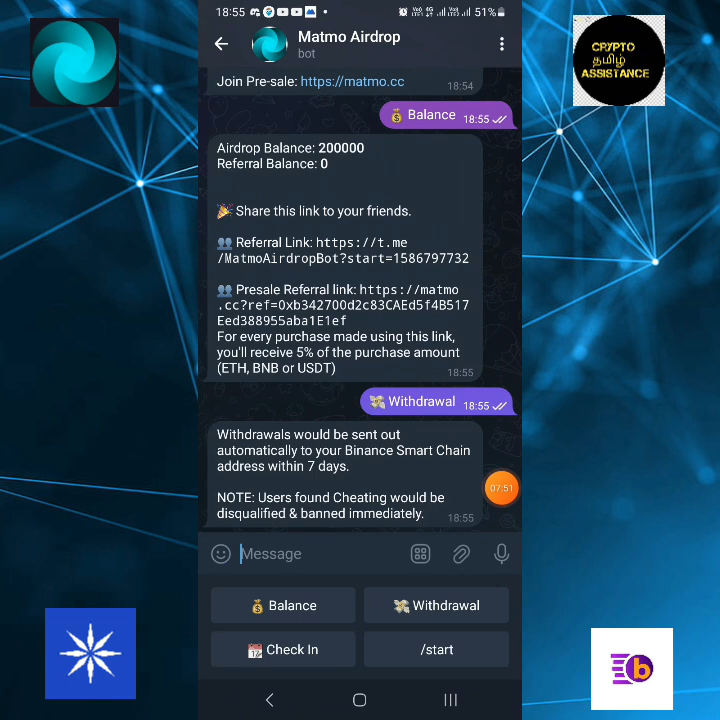 18:55
51%
Matmo Airdrop
bot
CRYPTO
தமிழ்
ASSISTANCE
Join Pre-sale: https://matmo.cc
18:54
💰 Balance 18:55
Airdrop Balance: 200000
Referral Balance: 0
🎉 Share this link to your friends.
👥 Referral Link: https://t.me
/MatmoAirdropBot?start=1586797732
👥 Presale Referral link: https://matmo
.cc?ref=0xb342700d2c83CAEd5f4B517
Eed388955aba1E1ef
For every purchase made using this link,
you'll receive 5% of the purchase amount
(ETH, BNB or USDT)
18:55
💸 Withdrawal 18:55
Withdrawals would be sent out
automatically to your Binance Smart Chain
address within 7 days.
07:51
NOTE: Users found Cheating would be
disqualified & banned immediately.
18:55
Message
💰 Balance
💸 Withdrawal
📆 Check In
/start
b